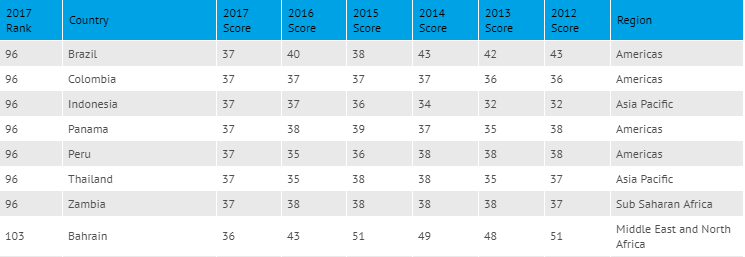 2017 Rank Country 2017 Score 2016 Score 2015 Score 2014 Score 2013 Score 2012 Score Region
96 Brazil 37 40 38 43 42 43 Americas
96 Colombia 37 37 37 37 36 36 Americas
96 Indonesia 37 37 36 34 32 32 Asia Pacific
96 Panama 37 38 39 37 35 38 Americas
96 Peru 37 35 36 38 38 38 Americas
96 Thailand 37 35 38 38 35 37 Asia Pacific
96 Zambia 37 38 38 38 38 37 Sub Saharan Africa
103 Bahrain 36 43 51 49 48 51 Middle East and North
Africa